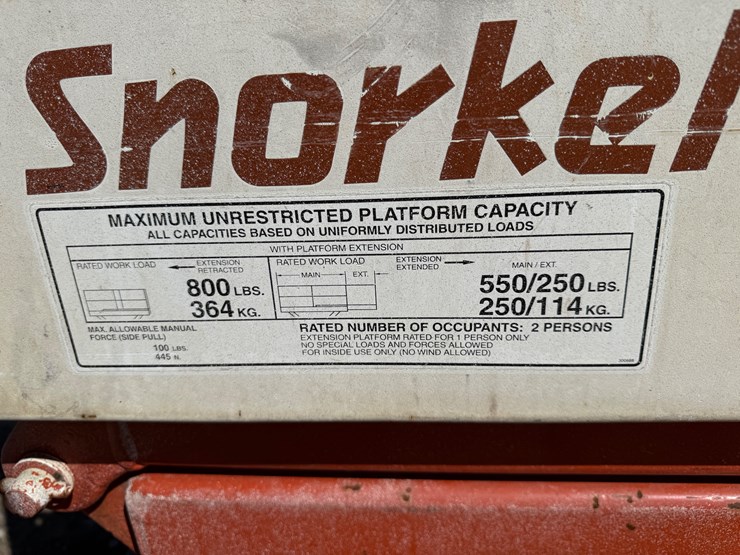 Snorkel
MAXIMUM UNRESTRICTED PLATFORM CAPACITY
ALL CAPACITIES BASED ON UNIFORMLY DISTRIBUTED LOADS
WITH PLATFORM EXTENSION
RATED WORK LOAD
EXTENSION
RETRACTED
800 LBS.
364 KG.
RATED WORK LOAD
EXTENSION
EXTENDED
MAIN / EXT.
MAIN EXT.
550/250 LBS.
250/114 KG.
MAX. ALLOWABLE MANUAL
FORCE (SIDE PULL)
100 LBS.
445 N.
RATED NUMBER OF OCCUPANTS: 2 PERSONS
EXTENSION PLATFORM RATED FOR 1 PERSON ONLY
NO SPECIAL LOADS AND FORCES ALLOWED
FOR INSIDE USE ONLY (NO WIND ALLOWED)